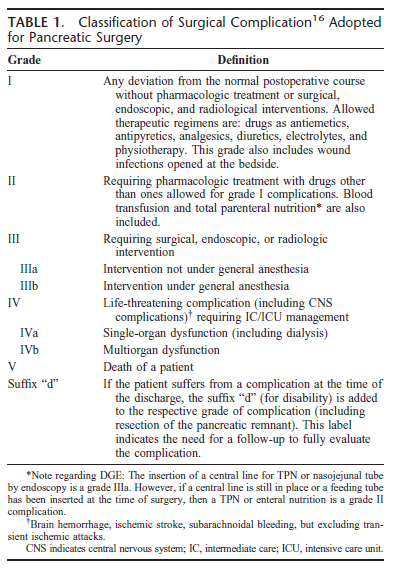 TABLE 1. Classification of Surgical Complication16 Adopted
for Pancreatic Surgery
Grade Definition
I Any deviation from the normal postoperative course
without pharmacologic treatment or surgical,
endoscopic, and radiological interventions. Allowed
therapeutic regimens are: drugs as antiemetics,
antipyretics, analgesics, diuretics, electrolytes, and
physiotherapy. This grade also includes wound
infections opened at the bedside.
II Requiring pharmacologic treatment with drugs other
than ones allowed for grade I complications. Blood
transfusion and total parenteral nutrition* are also
included.
III Requiring surgical, endoscopic, or radiologic
intervention
IIIa Intervention not under general anesthesia
IIIb Intervention under general anesthesia
IV Life-threatening complication (including CNS
complications)† requiring IC/ICU management
IVa Single-organ dysfunction (including dialysis)
IVb Multiorgan dysfunction
V Death of a patient
Suffix “d” If the patient suffers from a complication at the time of
the discharge, the suffix “d” (for disability) is added
to the respective grade of complication (including
resection of the pancreatic remnant). This label
indicates the need for a follow-up to fully evaluate
the complication.
*Note regarding DGE: The insertion of a central line for TPN or nasojejunal tube
by endoscopy is a grade IIIa. However, if a central line is still in place or a feeding tube
has been inserted at the time of surgery, then a TPN or enteral nutrition is a grade II
complication.
†Brain hemorrhage, ischemic stroke, subarachnoidal bleeding, but excluding tran-
sient ischemic attacks.
CNS indicates central nervous system; IC, intermediate care; ICU, intensive care unit.